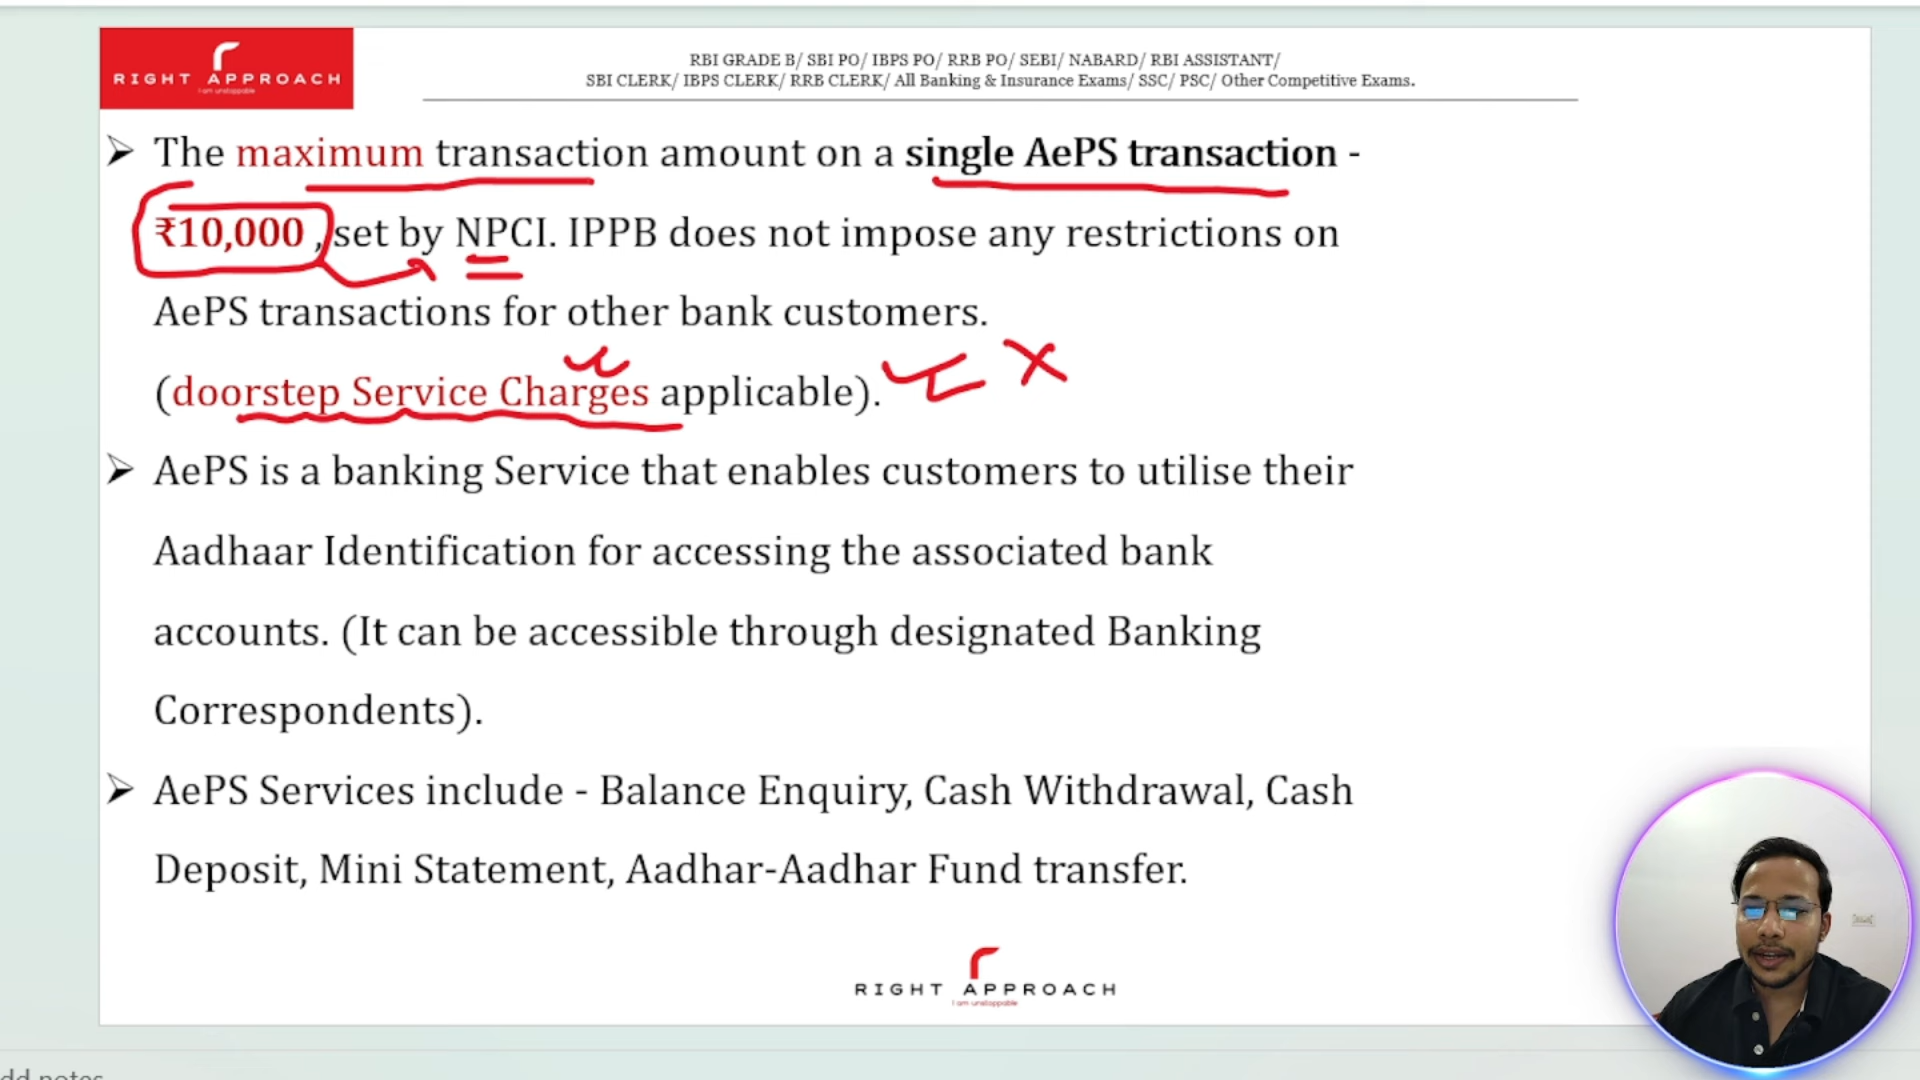 RIGHT APPROACH
I am unstoppable
RBI GRADE B/ SBI PO/ IBPS PO/ RRB PO/ SEBI/ NABARD/ RBI ASSISTANT/
SBI CLERK/ IBPS CLERK/ RRB CLERK/ All Banking & Insurance Exams/ SSC/ PSC/ Other Competitive Exams.
➢ The maximum transaction amount on a single AePS transaction -
₹10,000 , set by NPCI. IPPB does not impose any restrictions on
AePS transactions for other bank customers.
(doorstep Service Charges applicable).
➢ AePS is a banking Service that enables customers to utilise their
Aadhaar Identification for accessing the associated bank
accounts. (It can be accessible through designated Banking
Correspondents).
➢ AePS Services include - Balance Enquiry, Cash Withdrawal, Cash
Deposit, Mini Statement, Aadhar-Aadhar Fund transfer.
RIGHT APPROACH
I am unstoppable